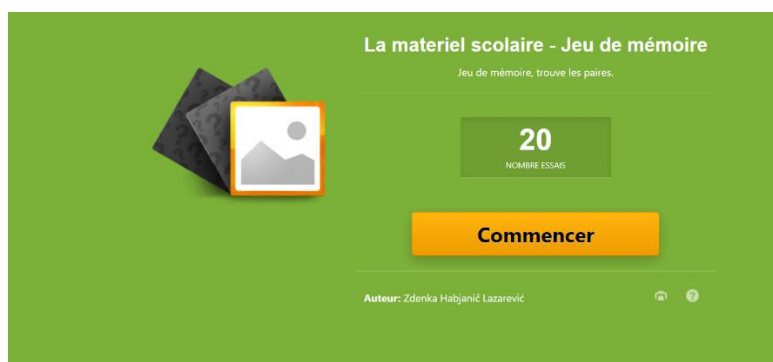 La materiel scolaire - Jeu de mémoire
Jeu de mémoire, trouve les paires.
20
NOMBRE ESSAIS
Commencer
Auteur: Zdenka Habjanič Lazarević